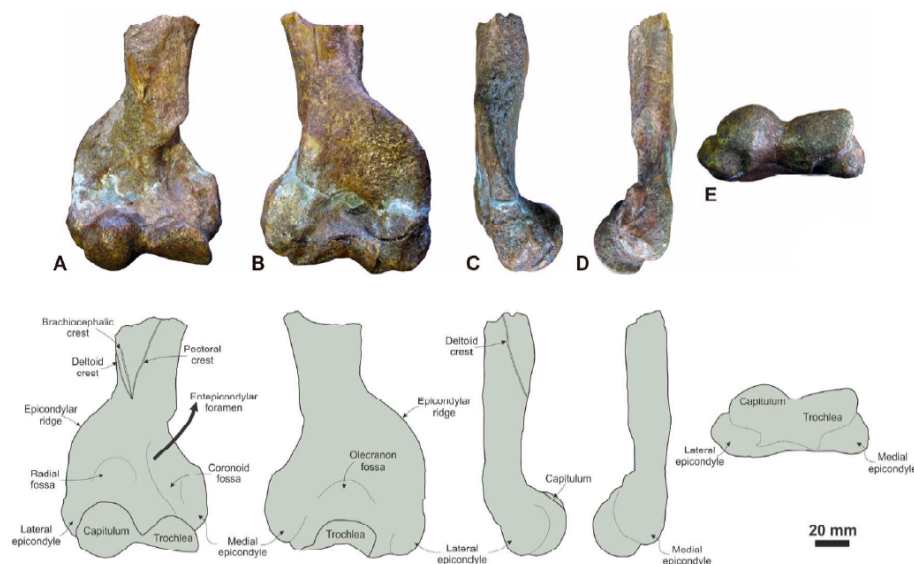 A
B
C
D
E
Brachiocephalic
crest
Deltoid
crest
Pectoral
crest
Entepicondylar
foramen
Epicondylar
ridge
Radial
fossa
Coronoid
fossa
Lateral
epicondyle
Capitulum
Trochlea
Medial
epicondyle
Olecranon
fossa
Trochlea
Epicondylar
ridge
Lateral
epicondyle
Deltoid
crest
Capitulum
Medial
epicondyle
Capitulum
Trochlea
Lateral
epicondyle
Medial
epicondyle
20 mm